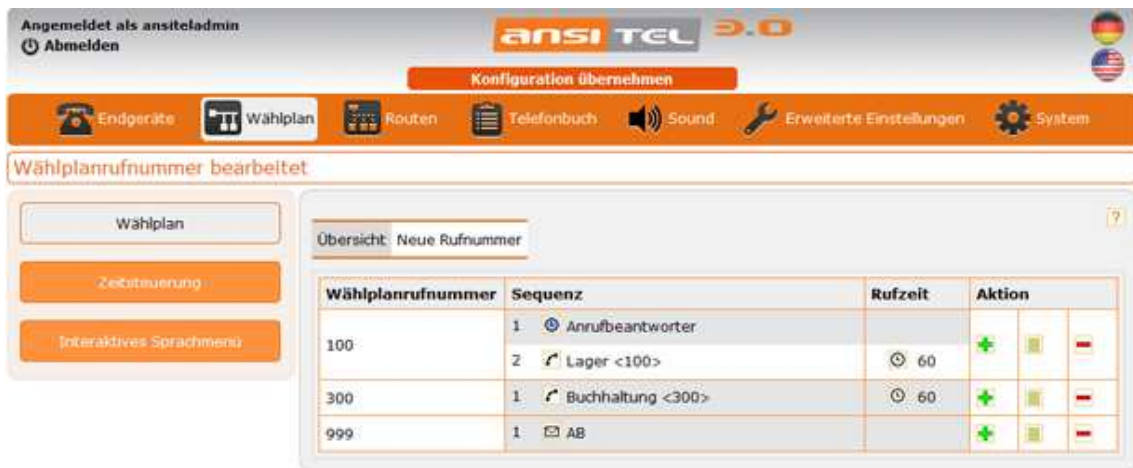 Angemeldet als ansiteladmin
Abmelden
ansi TEL 3.0
Konfiguration übernehmen
Endgeräte Wählplan Routen Telefonbuch Sound Erweiterte Einstellungen System
Wählplanrufnummer bearbeitet
Wählplan
Zeitsteuerung
Interaktives Sprachmenü
?
Übersicht Neue Rufnummer
Wählplanrufnummer Sequenz Rufzeit Aktion
100
1 Anrufbeantworter
2 Lager <100> 60
300 1 Buchhaltung <300> 60
999 1 AB